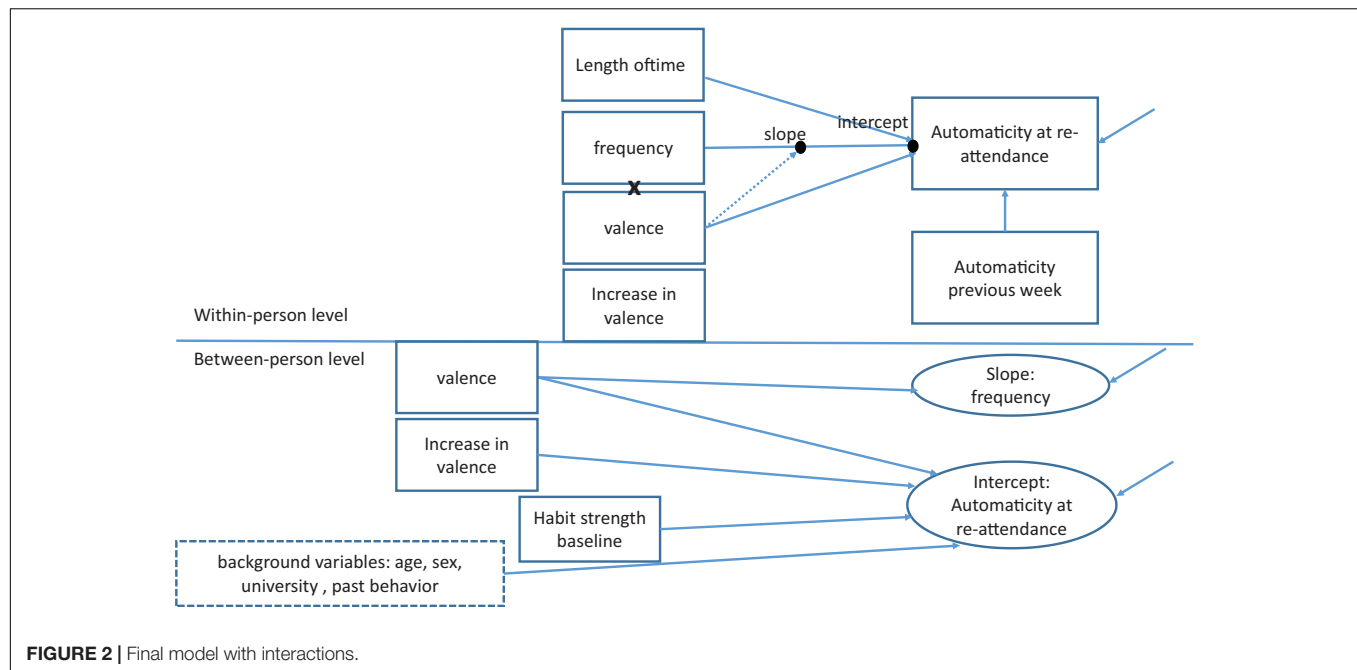 Length oftime
frequency
X
valence
Increase in
valence
slope
intercept
Automaticity at re-
attendance
Automaticity
previous week
Within-person level
Between-person level
valence
Increase in
valence
Habit strength
baseline
background variables: age, sex,
university , past behavior
Slope:
frequency
Intercept:
Automaticity at
re-attendance
FIGURE 2 | Final model with interactions.